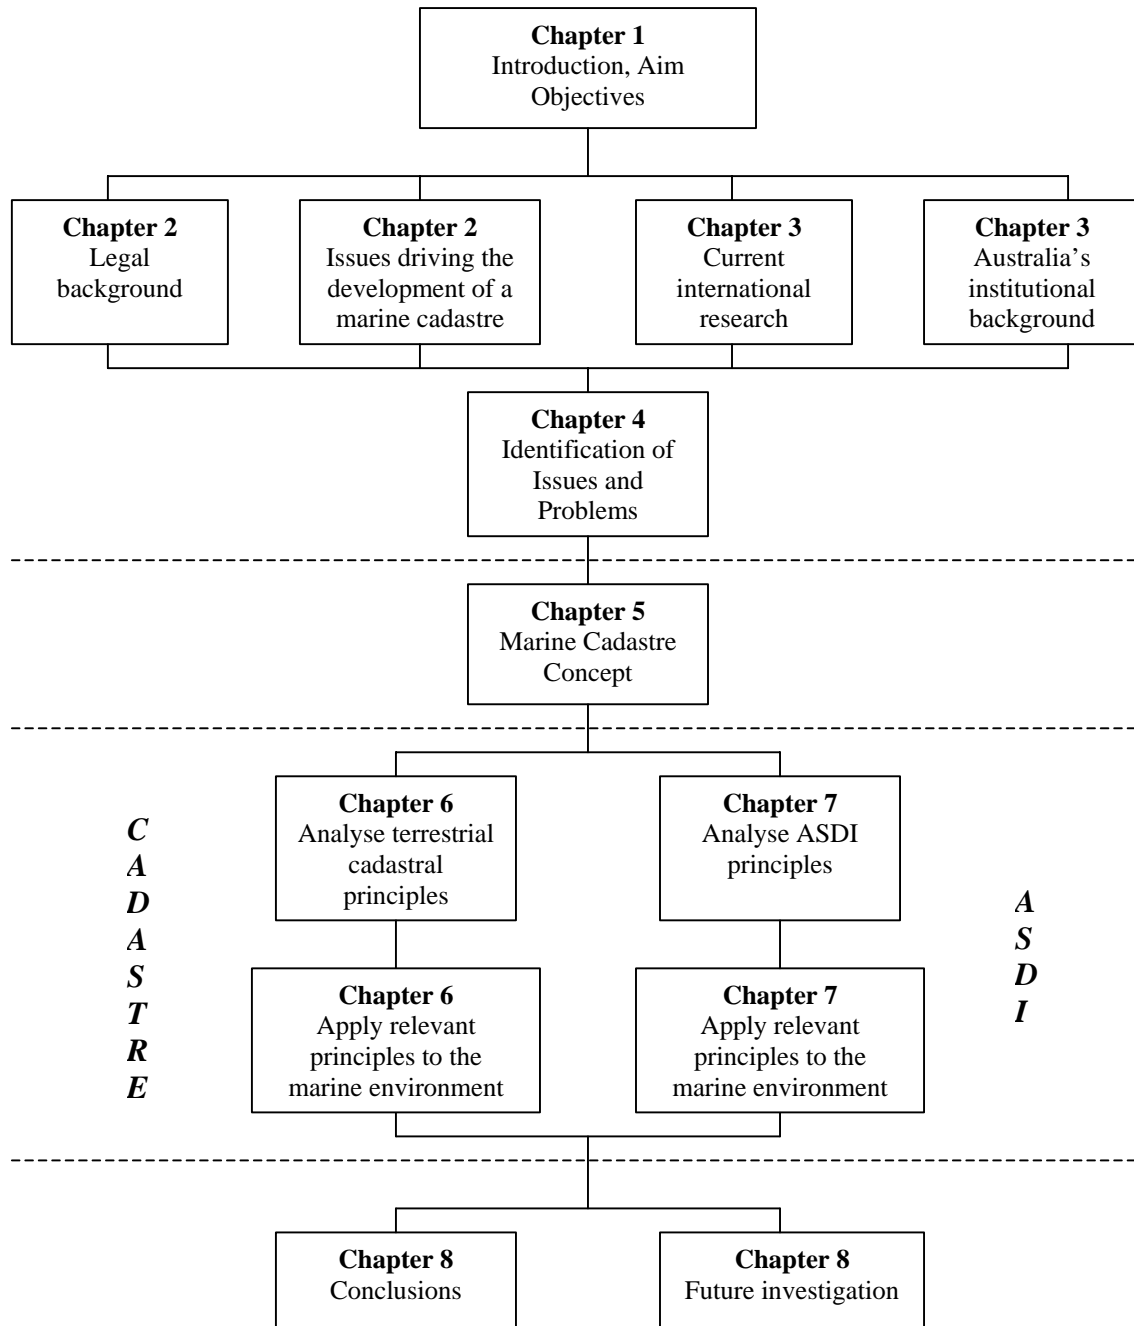 Chapter 1
Introduction, Aim
Objectives
Chapter 2
Legal
background
Chapter 2
Issues driving the
development of a
marine cadastre
Chapter 3
Current
international
research
Chapter 3
Australia’s
institutional
background
Chapter 4
Identification of
Issues and
Problems
Chapter 5
Marine Cadastre
Concept
C
A
D
A
S
T
R
E
Chapter 6
Analyse terrestrial
cadastral
principles
Chapter 7
Analyse ASDI
principles
A
S
D
I
Chapter 6
Apply relevant
principles to the
marine environment
Chapter 7
Apply relevant
principles to the
marine environment
Chapter 8
Conclusions
Chapter 8
Future investigation